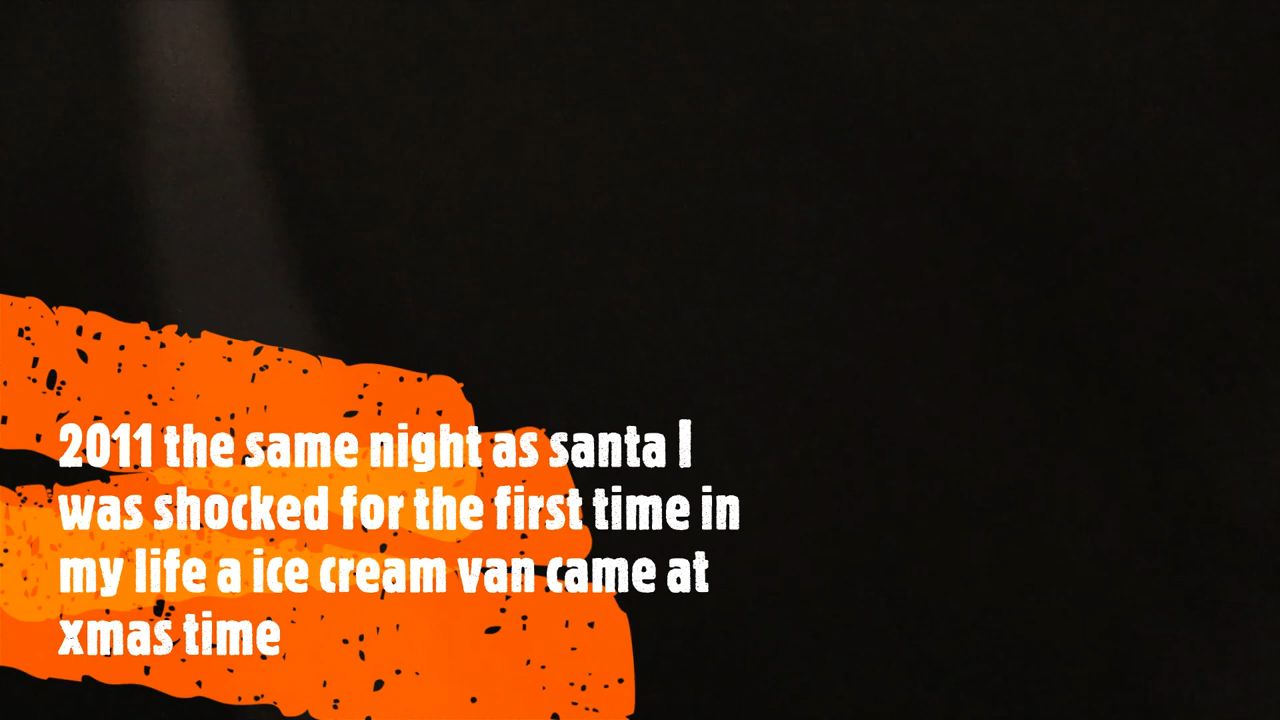 2011 the same night as santa I
was shocked for the first time in
my life a ice cream van came at
xmas time